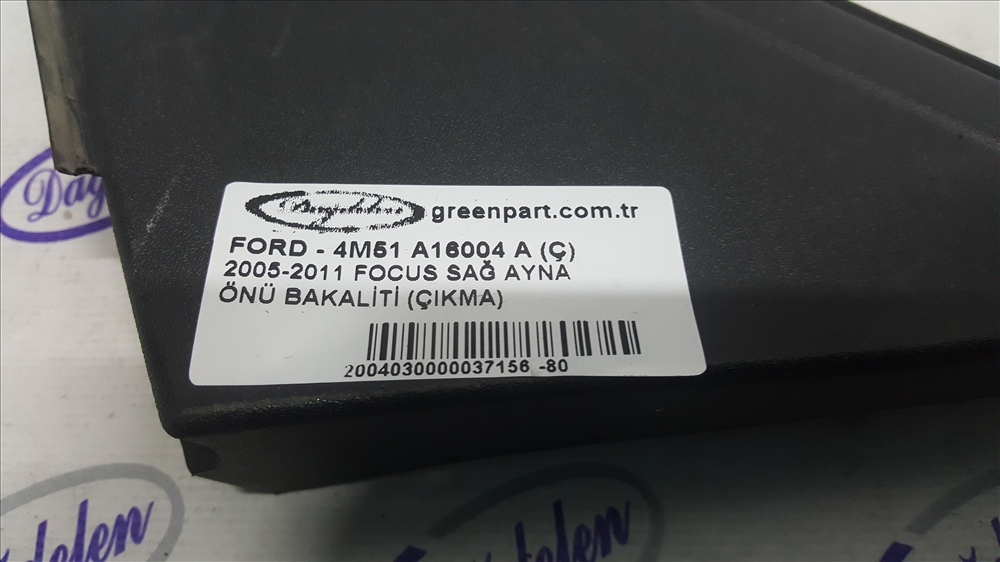 greenpart.com.tr
FORD - 4M51 A16004 A (Ç)
2005-2011 FOCUS SAĞ AYNA
ÖNÜ BAKALİTİ (ÇIKMA)
2004030000037156 -80